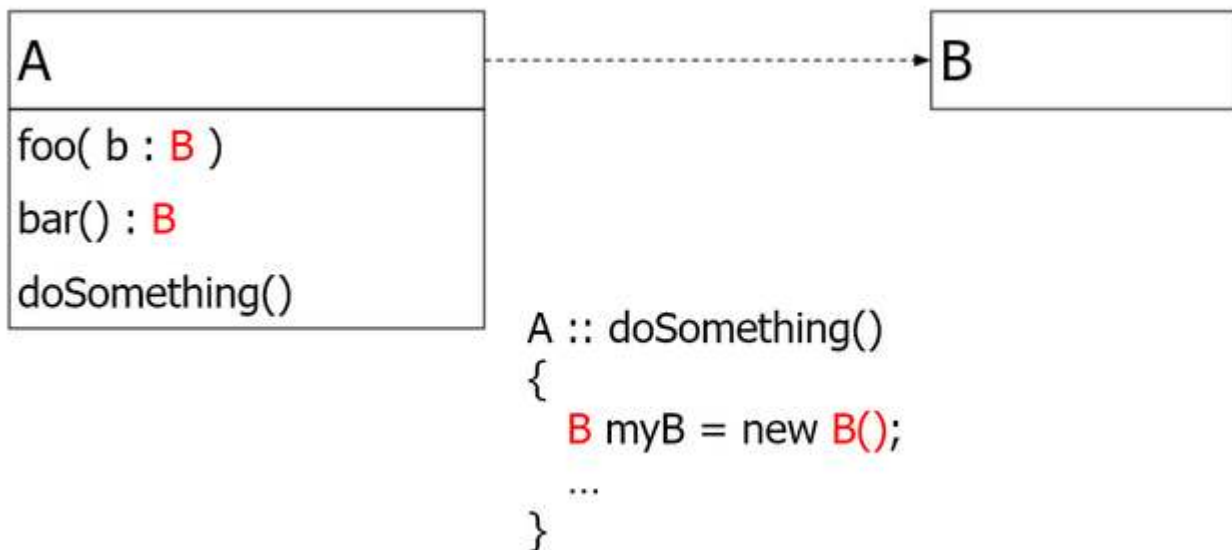 A
B
foo( b : B )
bar() : B
doSomething()
A :: doSomething()
{
B myB = new B();
...
}